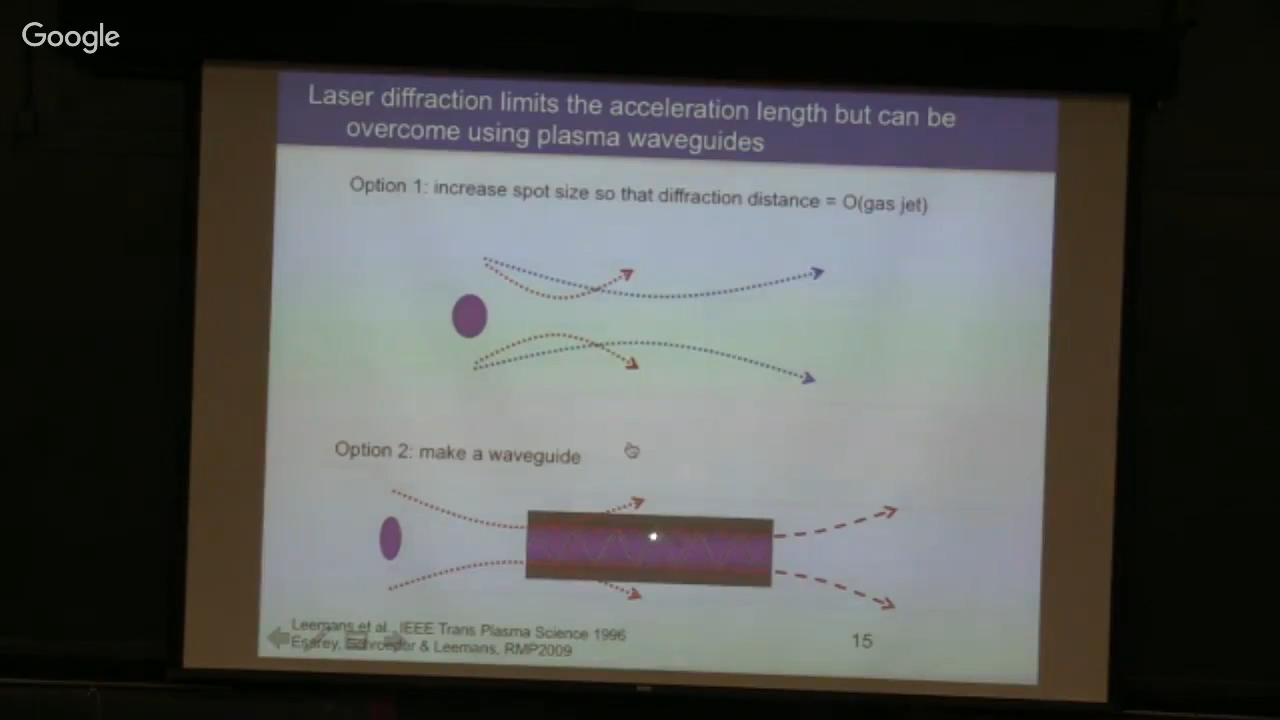 Google
Laser diffraction limits the acceleration length but can be
overcome using plasma waveguides
Option 1: increase spot size so that diffraction distance = O(gas jet)
Option 2: make a waveguide
Leemans et al., IEEE Trans Plasma Science 1996
Esarey, Schroeder & Leemans, RMP2009
15